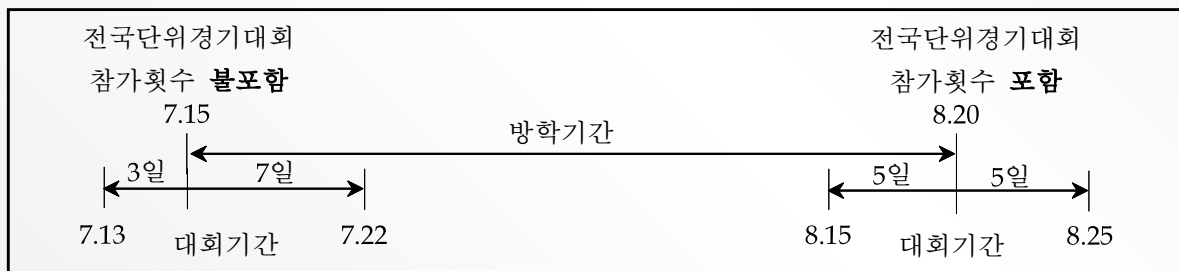 전국단위경기대회 전국단위경기대회
참가횟수 불포함 참가횟수 포함
7.15 8.20
방학기간
3일 7일 5일 5일
7.13 대회기간 7.22 8.15 대회기간 8.25